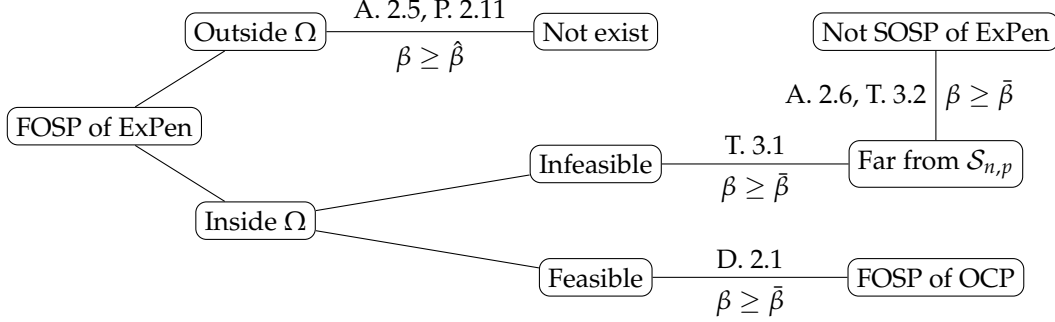 Outside Ω
A. 2.5, P. 2.11
β ≥ β̂
Not exist
Not SOSP of ExPen
A. 2.6, T. 3.2
β ≥ β̄
FOSP of ExPen
Infeasible
T. 3.1
β ≥ β̄
Far from 𝒮ₙ,ₚ
Inside Ω
Feasible
D. 2.1
β ≥ β̄
FOSP of OCP